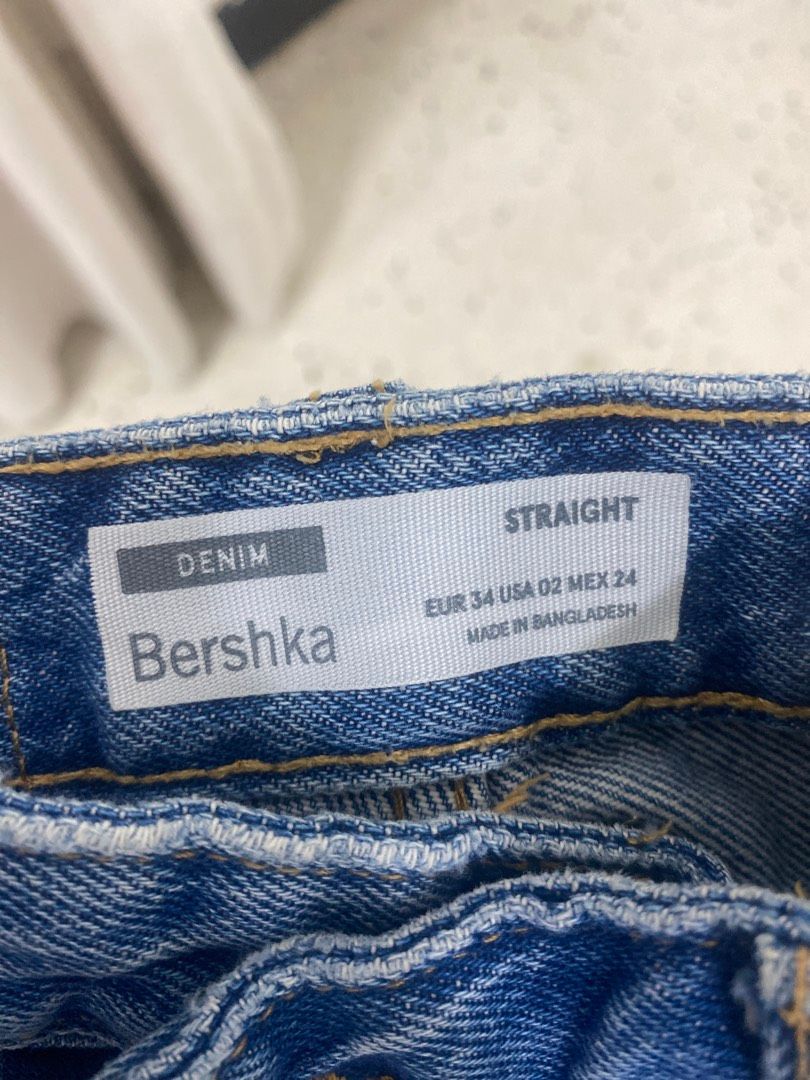 DENIM
Bershka
STRAIGHT
EUR 34 USA 02 MEX 24
MADE IN BANGLADESH